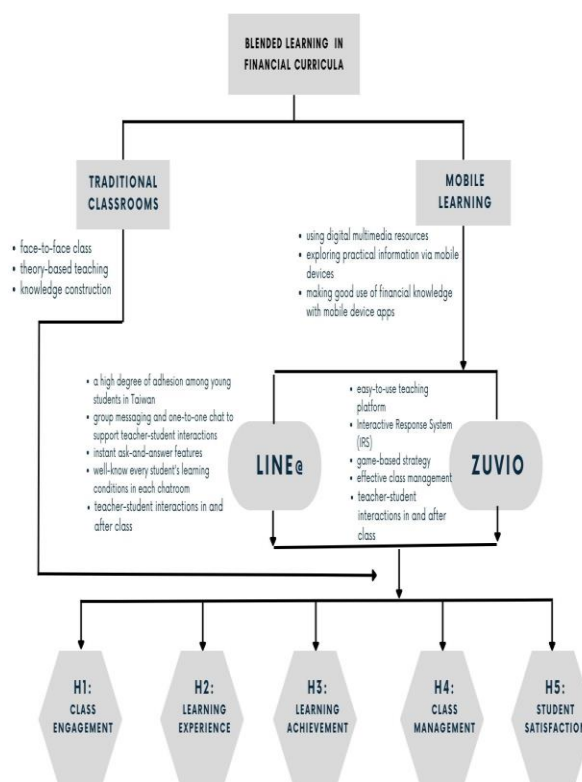 BLENDED LEARNING IN
FINANCIAL CURRICULA
TRADITIONAL
CLASSROOMS
MOBILE
LEARNING
• face-to-face class
• theory-based teaching
• knowledge construction
• using digital multimedia resources
• exploring practical information via mobile
devices
• making good use of financial knowledge
with mobile device apps
• a high degree of adhesion among young
students in Taiwan
• group messaging and one-to-one chat to
support teacher-student interactions
• instant ask-and-answer features
• well-know every student's learning
conditions in each chatroom
• teacher-student interactions in and
after class
LINE@
• easy-to-use teaching
platform
• Interactive Response System
(IRS)
• game-based strategy
• effective class management
• teacher-student
interactions in and after
class
ZUVIO
H1:
CLASS
ENGAGEMENT
H2:
LEARNING
EXPERIENCE
H3:
LEARNING
ACHIEVEMENT
H4:
CLASS
MANAGEMENT
H5:
STUDENT
SATISFACTION